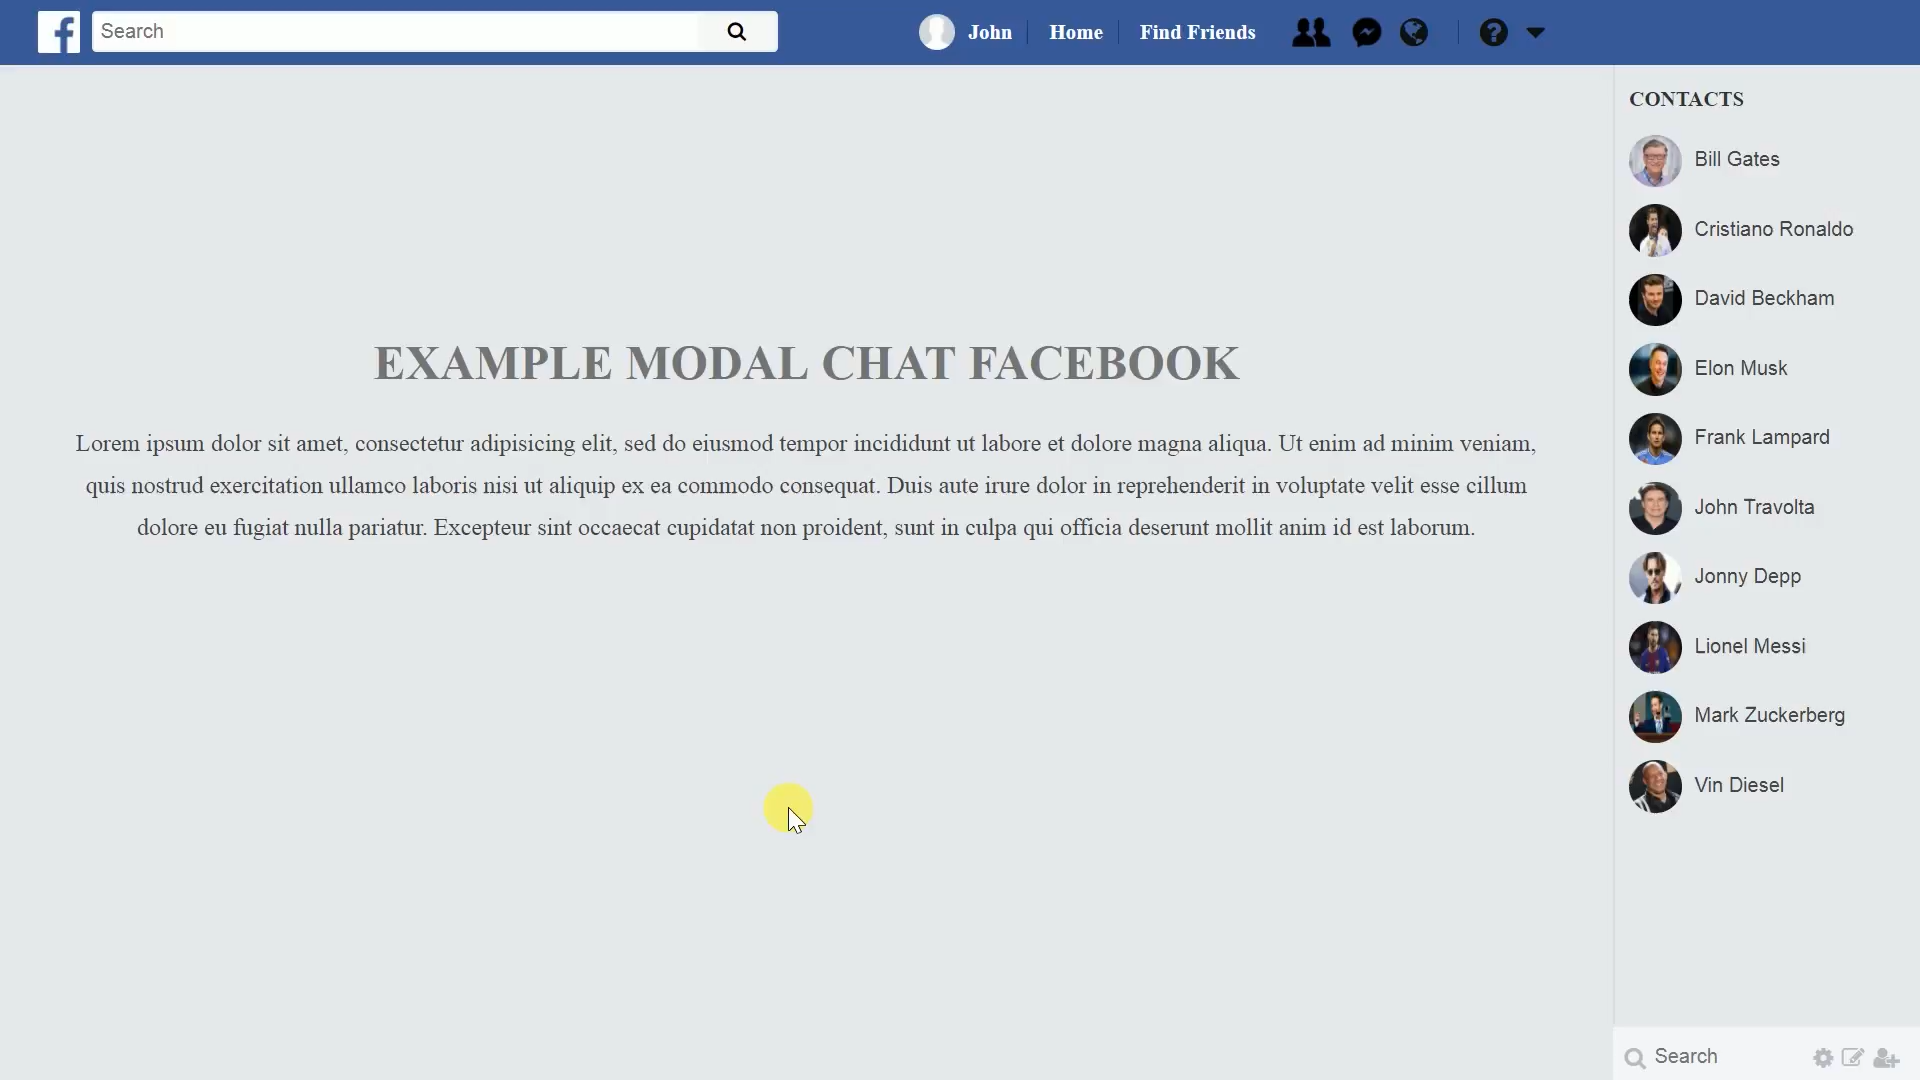 Search
John
Home
Find Friends
CONTACTS
Bill Gates
Cristiano Ronaldo
David Beckham
Elon Musk
Frank Lampard
John Travolta
Jonny Depp
Lionel Messi
Mark Zuckerberg
Vin Diesel
EXAMPLE MODAL CHAT FACEBOOK
Lorem ipsum dolor sit amet, consectetur adipisicing elit, sed do eiusmod tempor incididunt ut labore et dolore magna aliqua. Ut enim ad minim veniam,
quis nostrud exercitation ullamco laboris nisi ut aliquip ex ea commodo consequat. Duis aute irure dolor in reprehenderit in voluptate velit esse cillum
dolore eu fugiat nulla pariatur. Excepteur sint occaecat cupidatat non proident, sunt in culpa qui officia deserunt mollit anim id est laborum.
Search